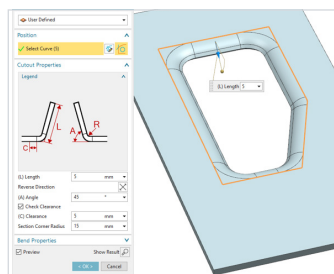 User Defined
Position
Select Curve (5)
Cutout Properties
Legend
L
R
A
C
(L) Length 5 mm
Reverse Direction
(A) Angle 45 °
Check Clearance
(C) Clearance 5 mm
Section Corner Radius 15 mm
Bend Properties
Preview Show Result
< OK > Cancel
(L) Length 5